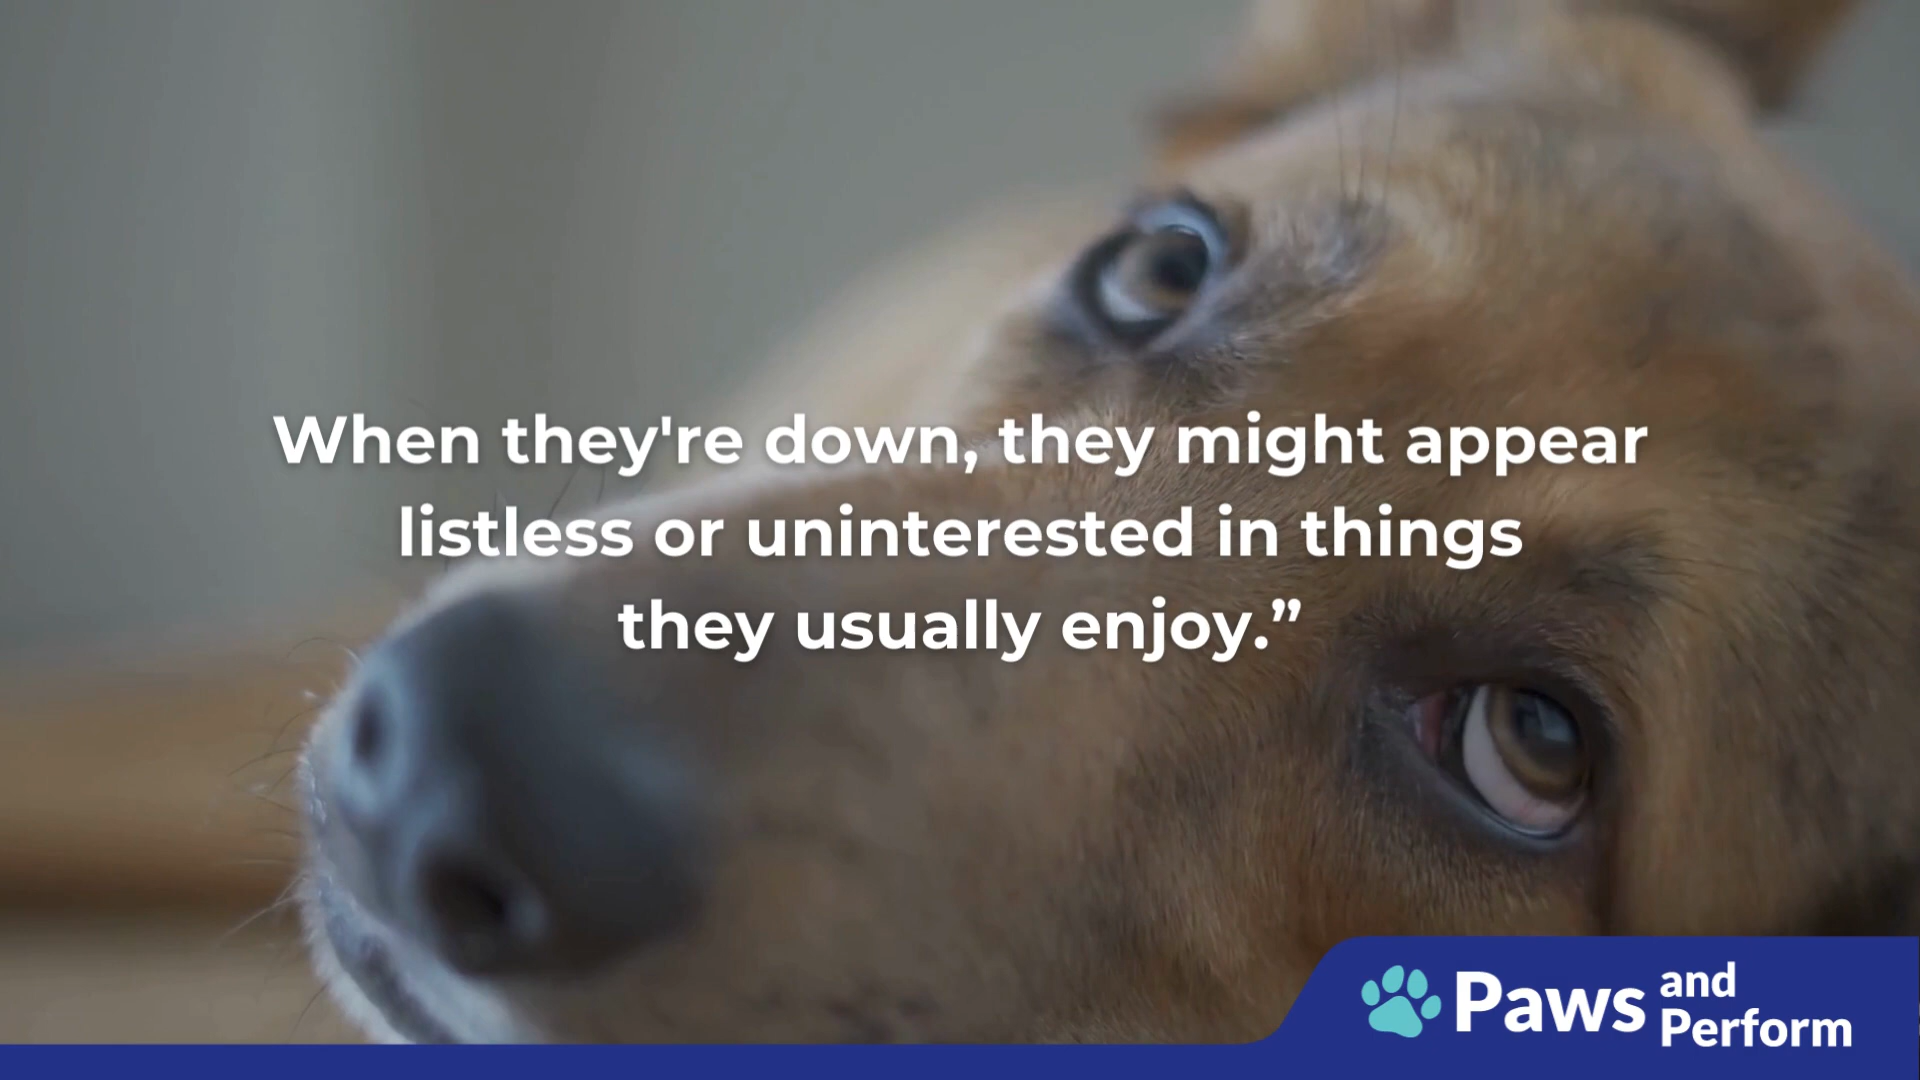 When they're down, they might appear
listless or uninterested in things
they usually enjoy.”
Paws and
Perform